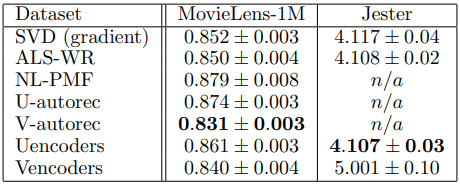 Dataset MovieLens-1M Jester
SVD (gradient) 0.852 ± 0.003 4.117 ± 0.04
ALS-WR 0.850 ± 0.004 4.108 ± 0.02
NL-PMF 0.879 ± 0.008 n/a
U-autorec 0.874 ± 0.003 n/a
V-autorec 0.831 ± 0.003 n/a
Uencoders 0.861 ± 0.003 4.107 ± 0.03
Vencoders 0.840 ± 0.004 5.001 ± 0.10